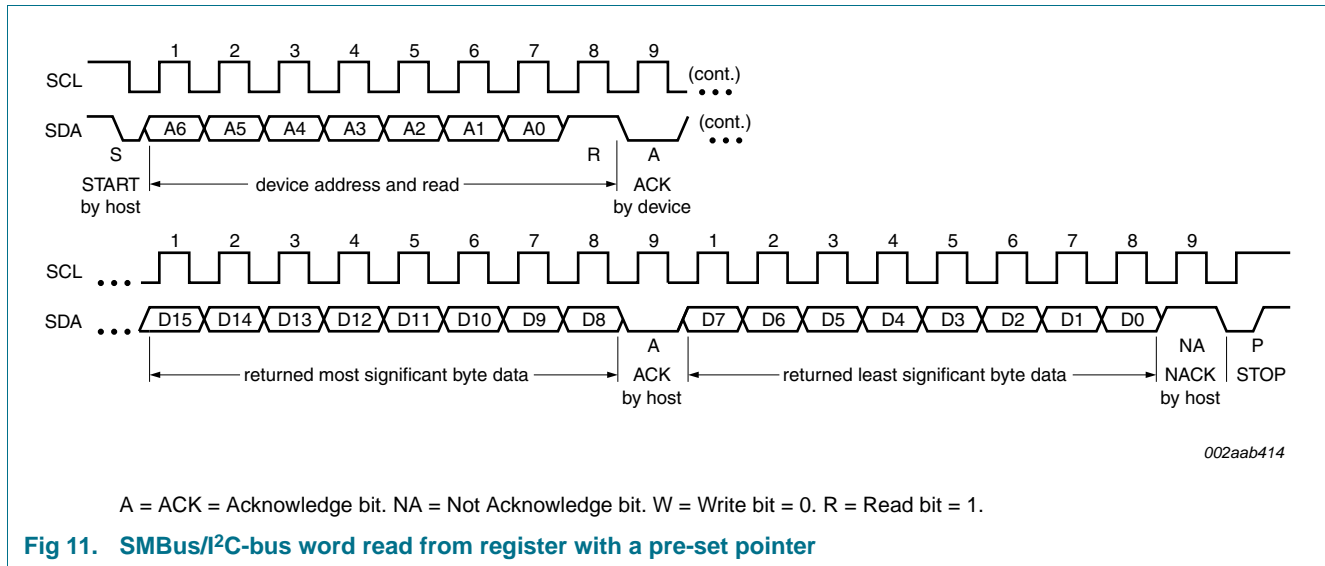 1 2 3 4 5 6 7 8 9
SCL (cont.)
SDA A6 A5 A4 A3 A2 A1 A0 (cont.)
S R A
START device address and read ACK
by host by device
1 2 3 4 5 6 7 8 9 1 2 3 4 5 6 7 8 9
SCL
SDA D15 D14 D13 D12 D11 D10 D9 D8 D7 D6 D5 D4 D3 D2 D1 D0
A NA P
returned most significant byte data ACK returned least significant byte data NACK STOP
by host by host
002aab414
A = ACK = Acknowledge bit. NA = Not Acknowledge bit. W = Write bit = 0. R = Read bit = 1.
Fig 11. SMBus/I²C-bus word read from register with a pre-set pointer